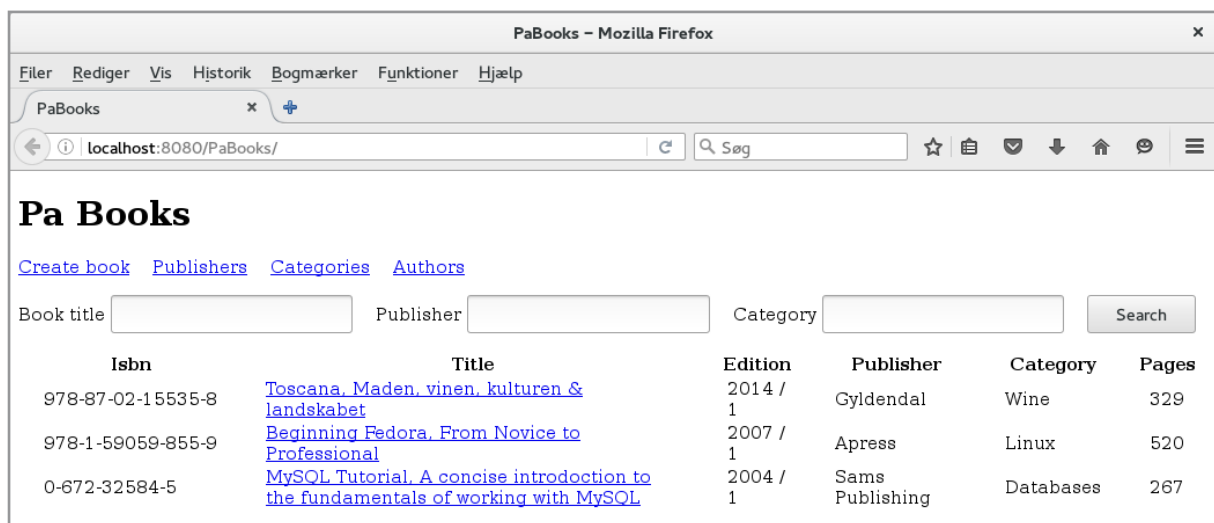 PaBooks – Mozilla Firefox ×
Filer Rediger Vis Historik Bogmærker Funktioner Hjælp
PaBooks ×
localhost:8080/PaBooks/ Søg
Pa Books
Create book Publishers Categories Authors
Book title Publisher Category Search
Isbn Title Edition Publisher Category Pages
978-87-02-15535-8 Toscana, Maden, vinen, kulturen & landskabet 2014 / 1 Gyldendal Wine 329
978-1-59059-855-9 Beginning Fedora, From Novice to Professional 2007 / 1 Apress Linux 520
0-672-32584-5 MySQL Tutorial, A concise introdoction to the fundamentals of working with MySQL 2004 / 1 Sams Publishing Databases 267